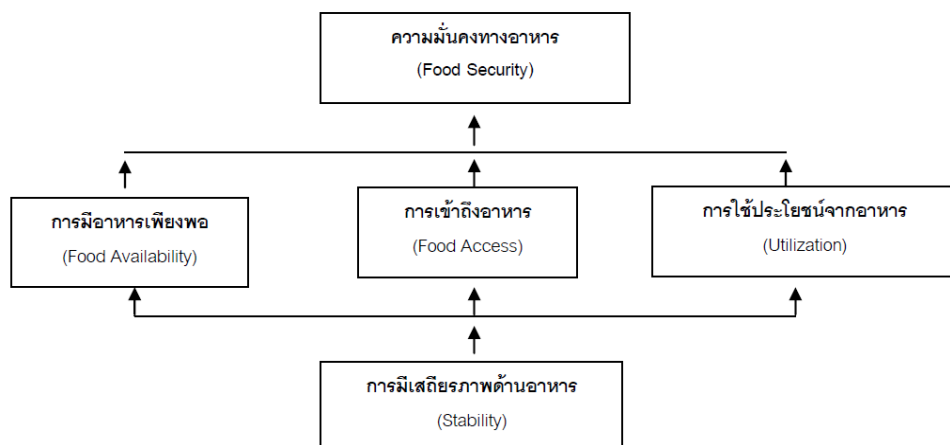 ความมั่นคงทางอาหาร
(Food Security)
การมีอาหารเพียงพอ
(Food Availability)
การเข้าถึงอาหาร
(Food Access)
การใช้ประโยชน์จากอาหาร
(Utilization)
การมีเสถียรภาพด้านอาหาร
(Stability)